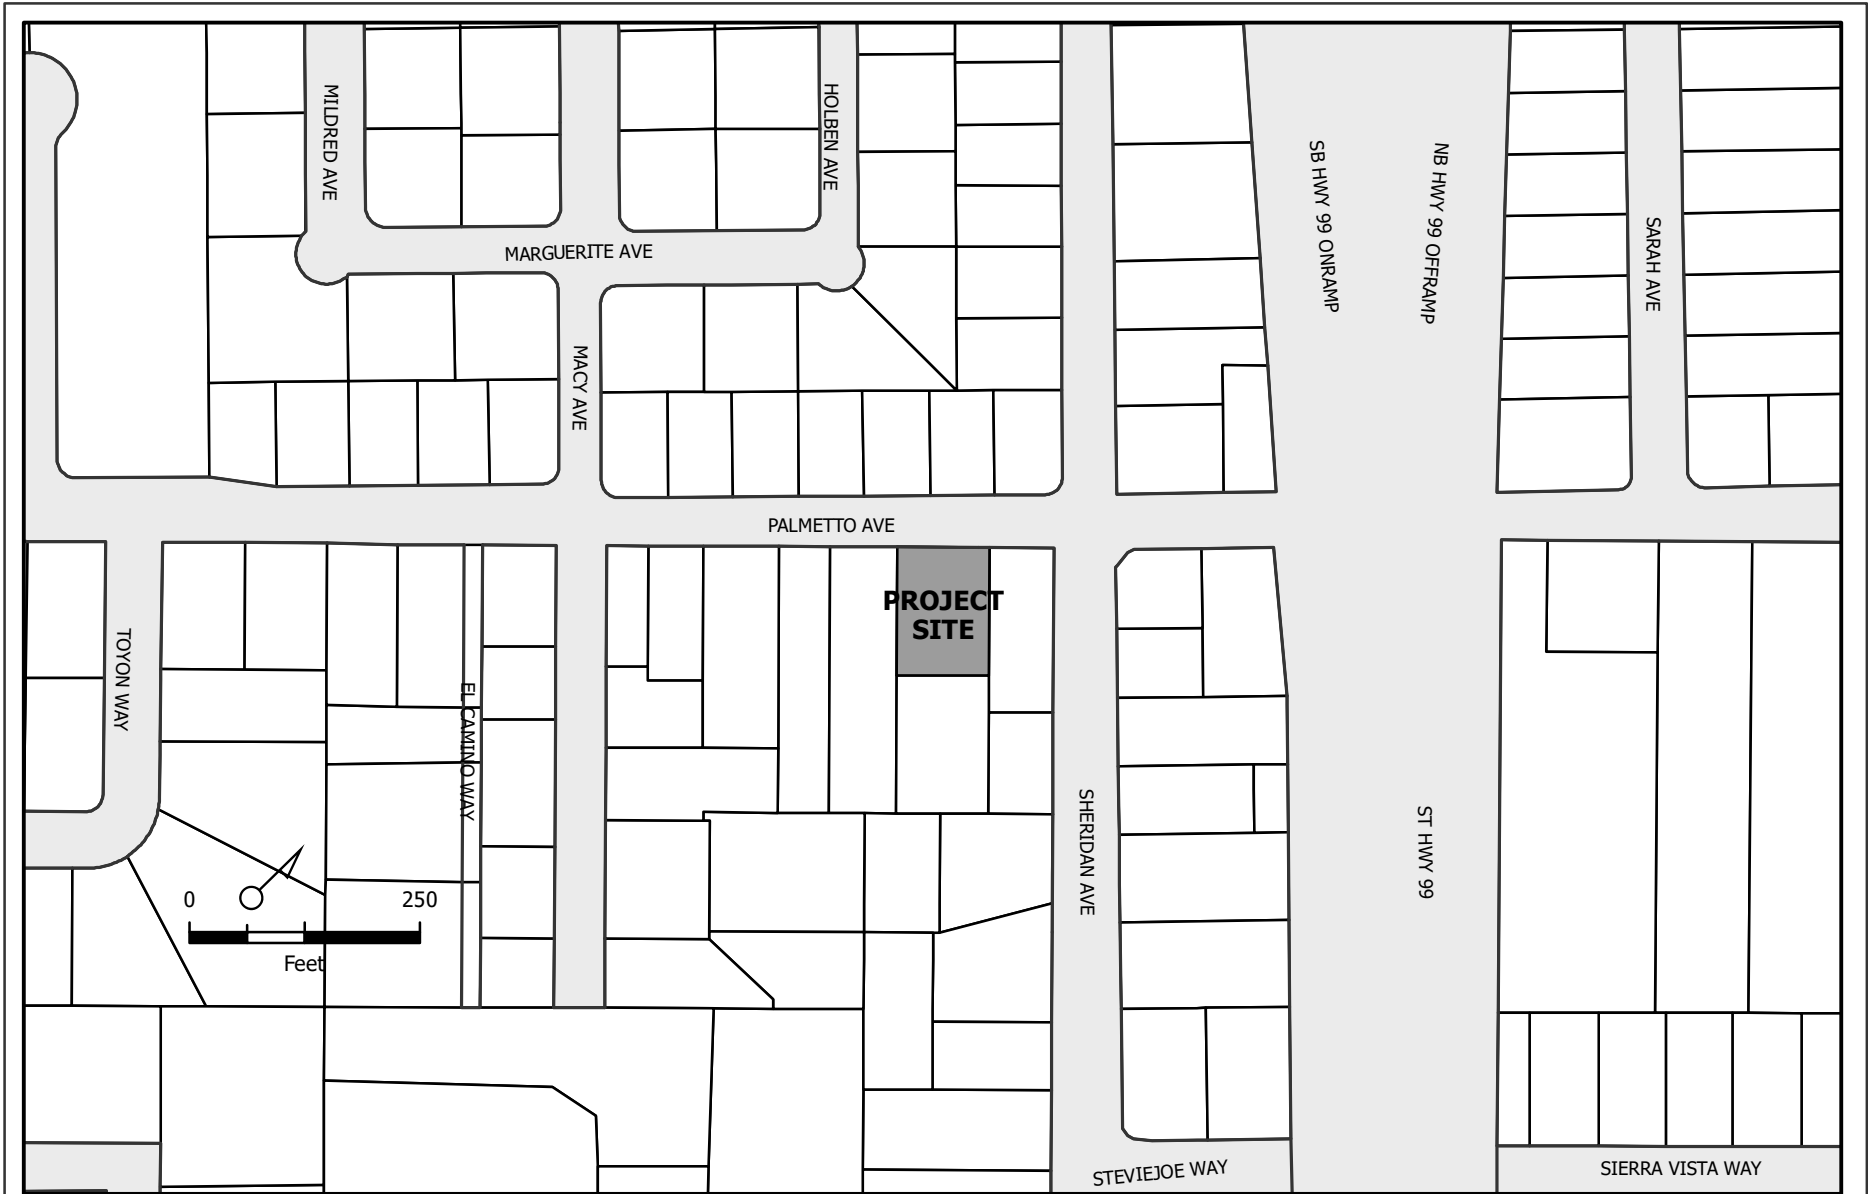 MILDRED AVE
HOLBEN AVE
SB HWY 99 ONRAMP
NB HWY 99 OFFRAMP
SARAH AVE
MARGUERITE AVE
MACY AVE
PALMETTO AVE
PROJECT
SITE
TOYON WAY
EL CAMINO WAY
SHERIDAN AVE
ST HWY 99
0 250
Feet
STEVIEJOE WAY
SIERRA VISTA WAY